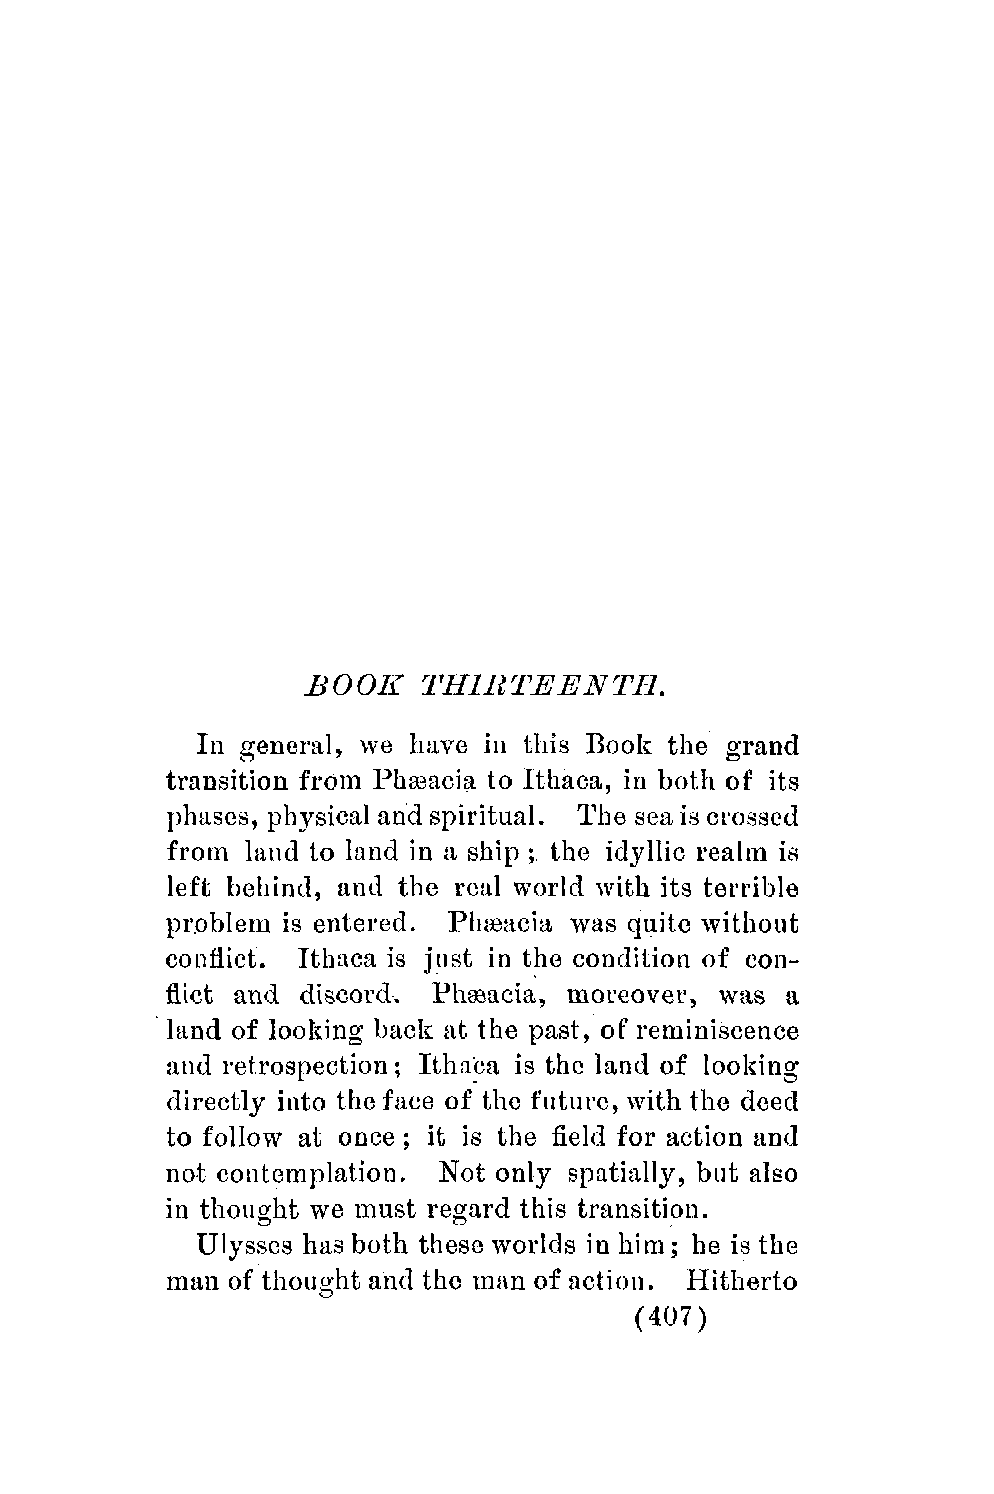 BOOK THIRTEENTH.
In general, we have in this Book the grand
transition from Phæacia to Ithaca, in both of its
phases, physical and spiritual. The sea is crossed
from land to land in a ship; the idyllic realm is
left behind, and the real world with its terrible
problem is entered. Phæacia was quite without
conflict. Ithaca is just in the condition of con-
flict and discord. Phæacia, moreover, was a
land of looking back at the past, of reminiscence
and retrospection; Ithaca is the land of looking
directly into the face of the future, with the deed
to follow at once; it is the field for action and
not contemplation. Not only spatially, but also
in thought we must regard this transition.
Ulysses has both these worlds in him; he is the
man of thought and the man of action. Hitherto
(407)